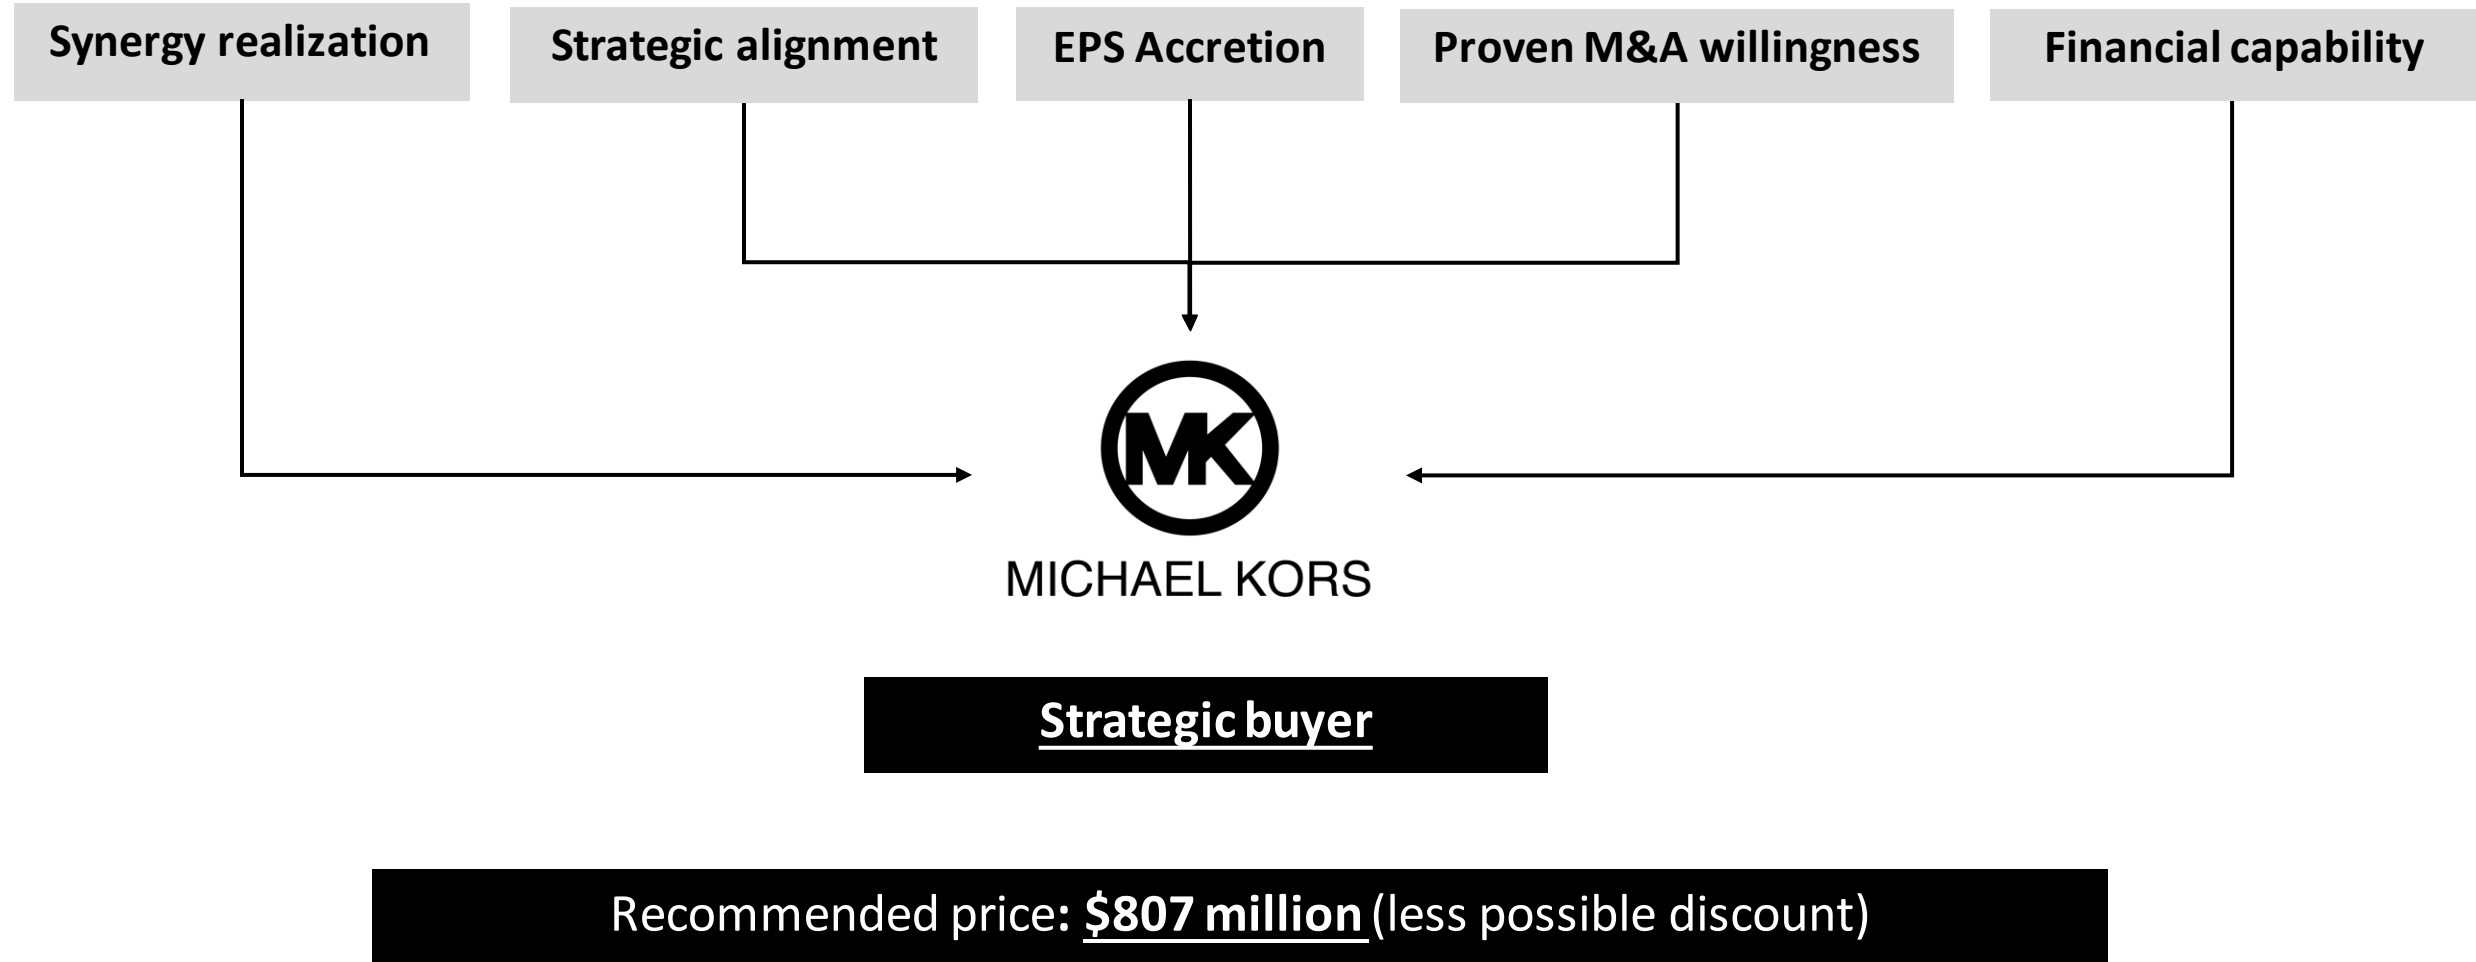 Synergy realization
Strategic alignment
EPS Accretion
Proven M&A willingness
Financial capability
MK
MICHAEL KORS
Strategic buyer
Recommended price: $807 million (less possible discount)